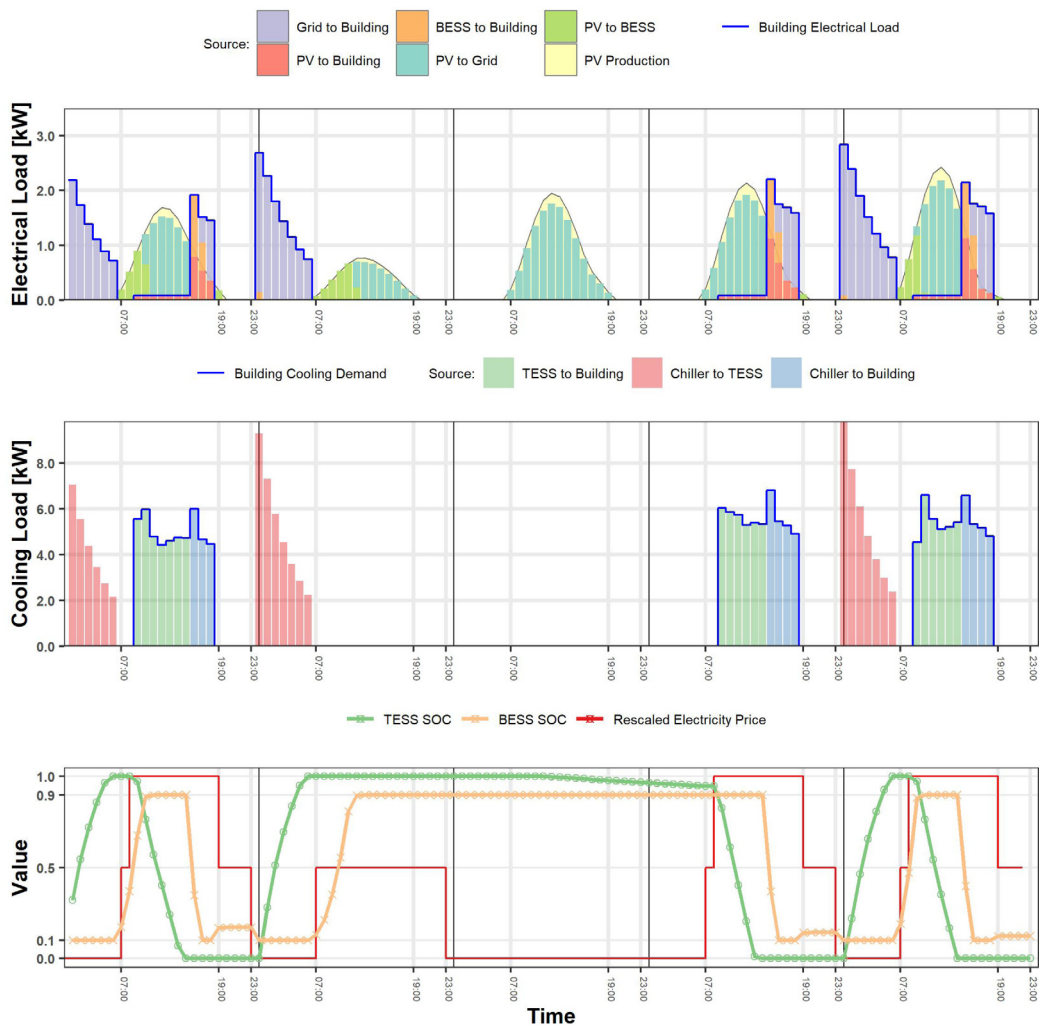 Source:
Grid to Building
BESS to Building
PV to BESS
Building Electrical Load
PV to Building
PV to Grid
PV Production
Electrical Load [kW]
3.0
2.0
1.0
0.0
07:00
19:00
23:00
07:00
19:00
23:00
07:00
19:00
23:00
07:00
19:00
23:00
07:00
19:00
23:00
Building Cooling Demand
Source:
TESS to Building
Chiller to TESS
Chiller to Building
Cooling Load [kW]
8.0
6.0
4.0
2.0
0.0
07:00
19:00
23:00
07:00
19:00
23:00
07:00
19:00
23:00
07:00
19:00
23:00
07:00
19:00
23:00
TESS SOC
BESS SOC
Rescaled Electricity Price
Value
1.0
0.9
0.5
0.1
0.0
07:00
19:00
23:00
07:00
19:00
23:00
07:00
19:00
23:00
07:00
19:00
23:00
07:00
19:00
23:00
Time